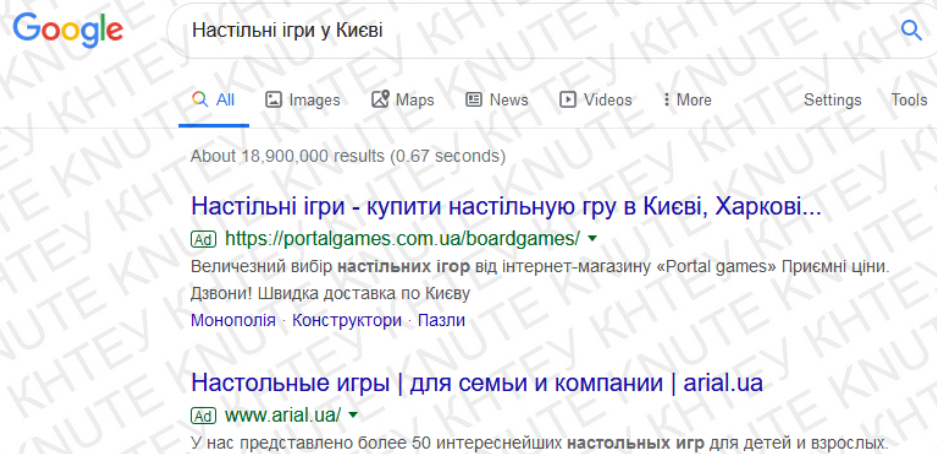 Google
Настільні ігри у Києві
All Images Maps News Videos More Settings Tools
About 18,900,000 results (0.67 seconds)
Настільні ігри - купити настільную гру в Києві, Харкові...
Ad https://portalgames.com.ua/boardgames/
Величезний вибір настільних ігор від інтернет-магазину «Portal games» Приємні ціни.
Дзвони! Швидка доставка по Києву
Монополія · Конструктори · Пазли
Настольные игры | для семьи и компании | arial.ua
Ad www.arial.ua/
У нас представлено более 50 интереснейших настольных игр для детей и взрослых.
KHTEY KNUTE